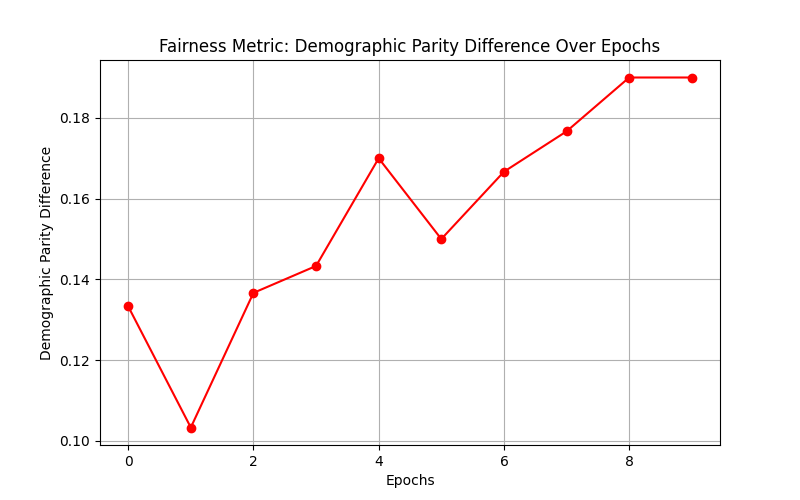 Fairness Metric: Demographic Parity Difference Over Epochs
Demographic Parity Difference
0.18
0.16
0.14
0.12
0.10
0 2 4 6 8
Epochs